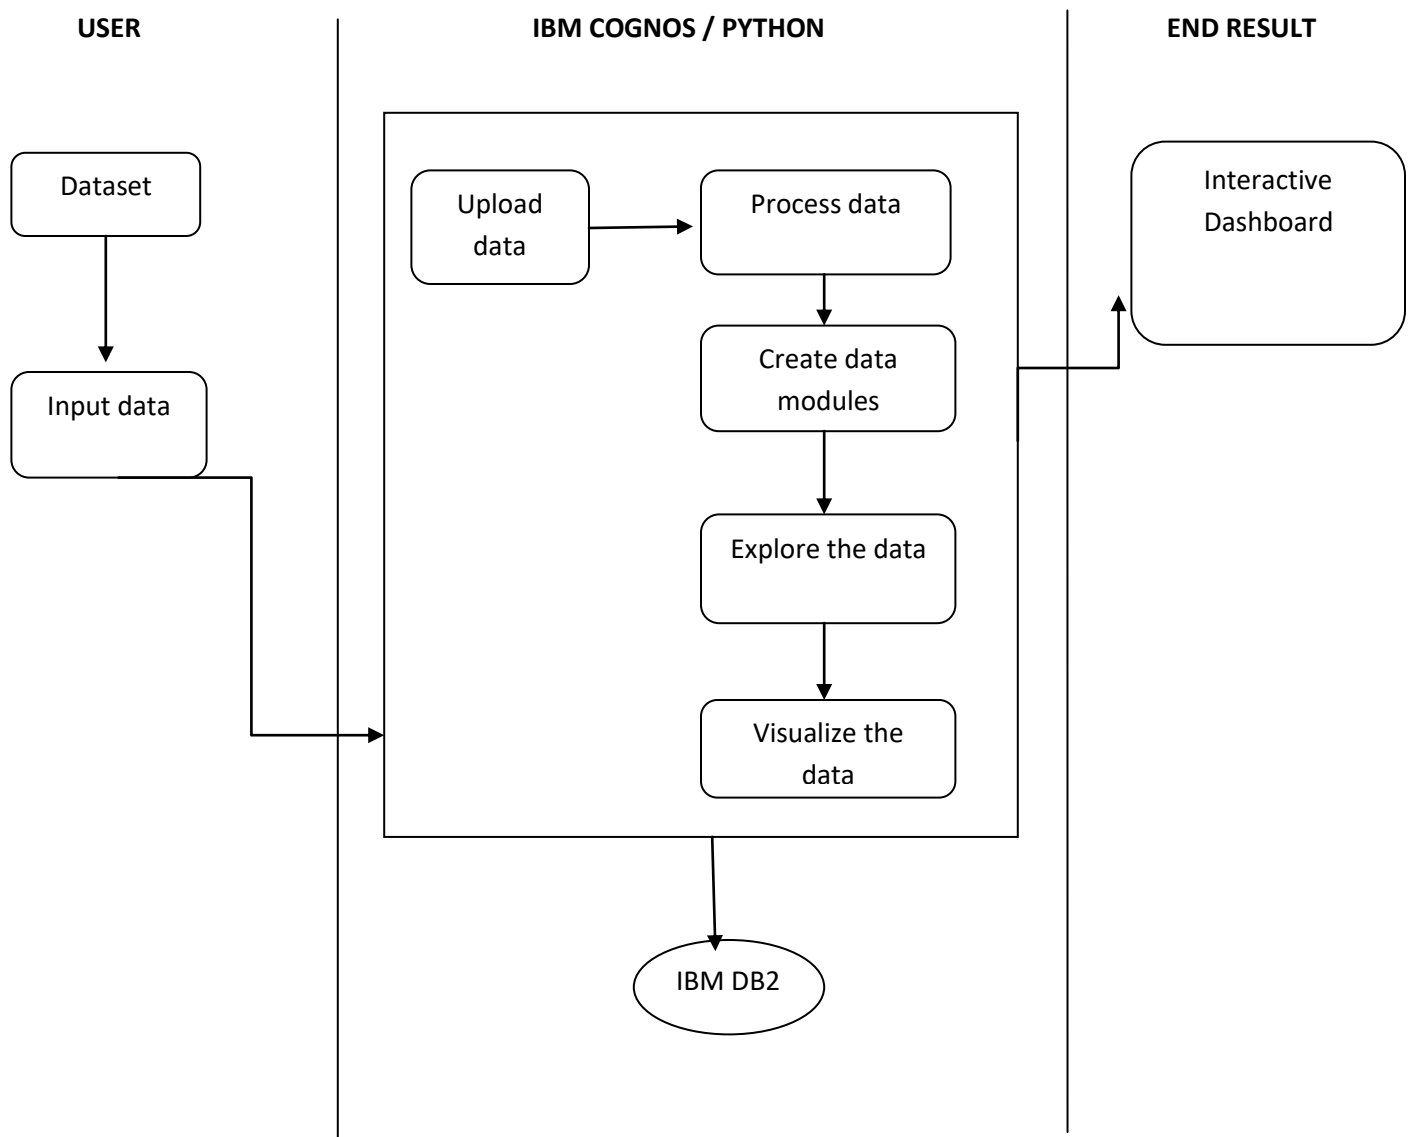 USER
IBM COGNOS / PYTHON
END RESULT
Dataset
Input data
Upload
data
Process data
Create data
modules
Explore the data
Visualize the
data
IBM DB2
Interactive
Dashboard